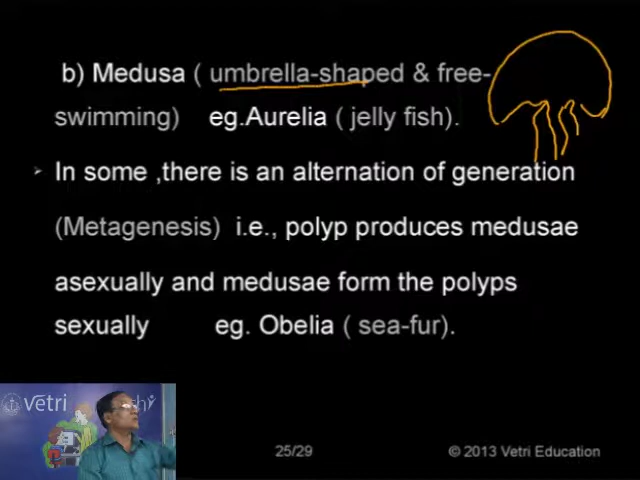 b) Medusa ( umbrella-shaped & free-
swimming) eg.Aurelia ( jelly fish).
In some ,there is an alternation of generation
(Metagenesis) i.e., polyp produces medusae
asexually and medusae form the polyps
sexually eg. Obelia ( sea-fur).
vetri
25/29
© 2013 Vetri Education